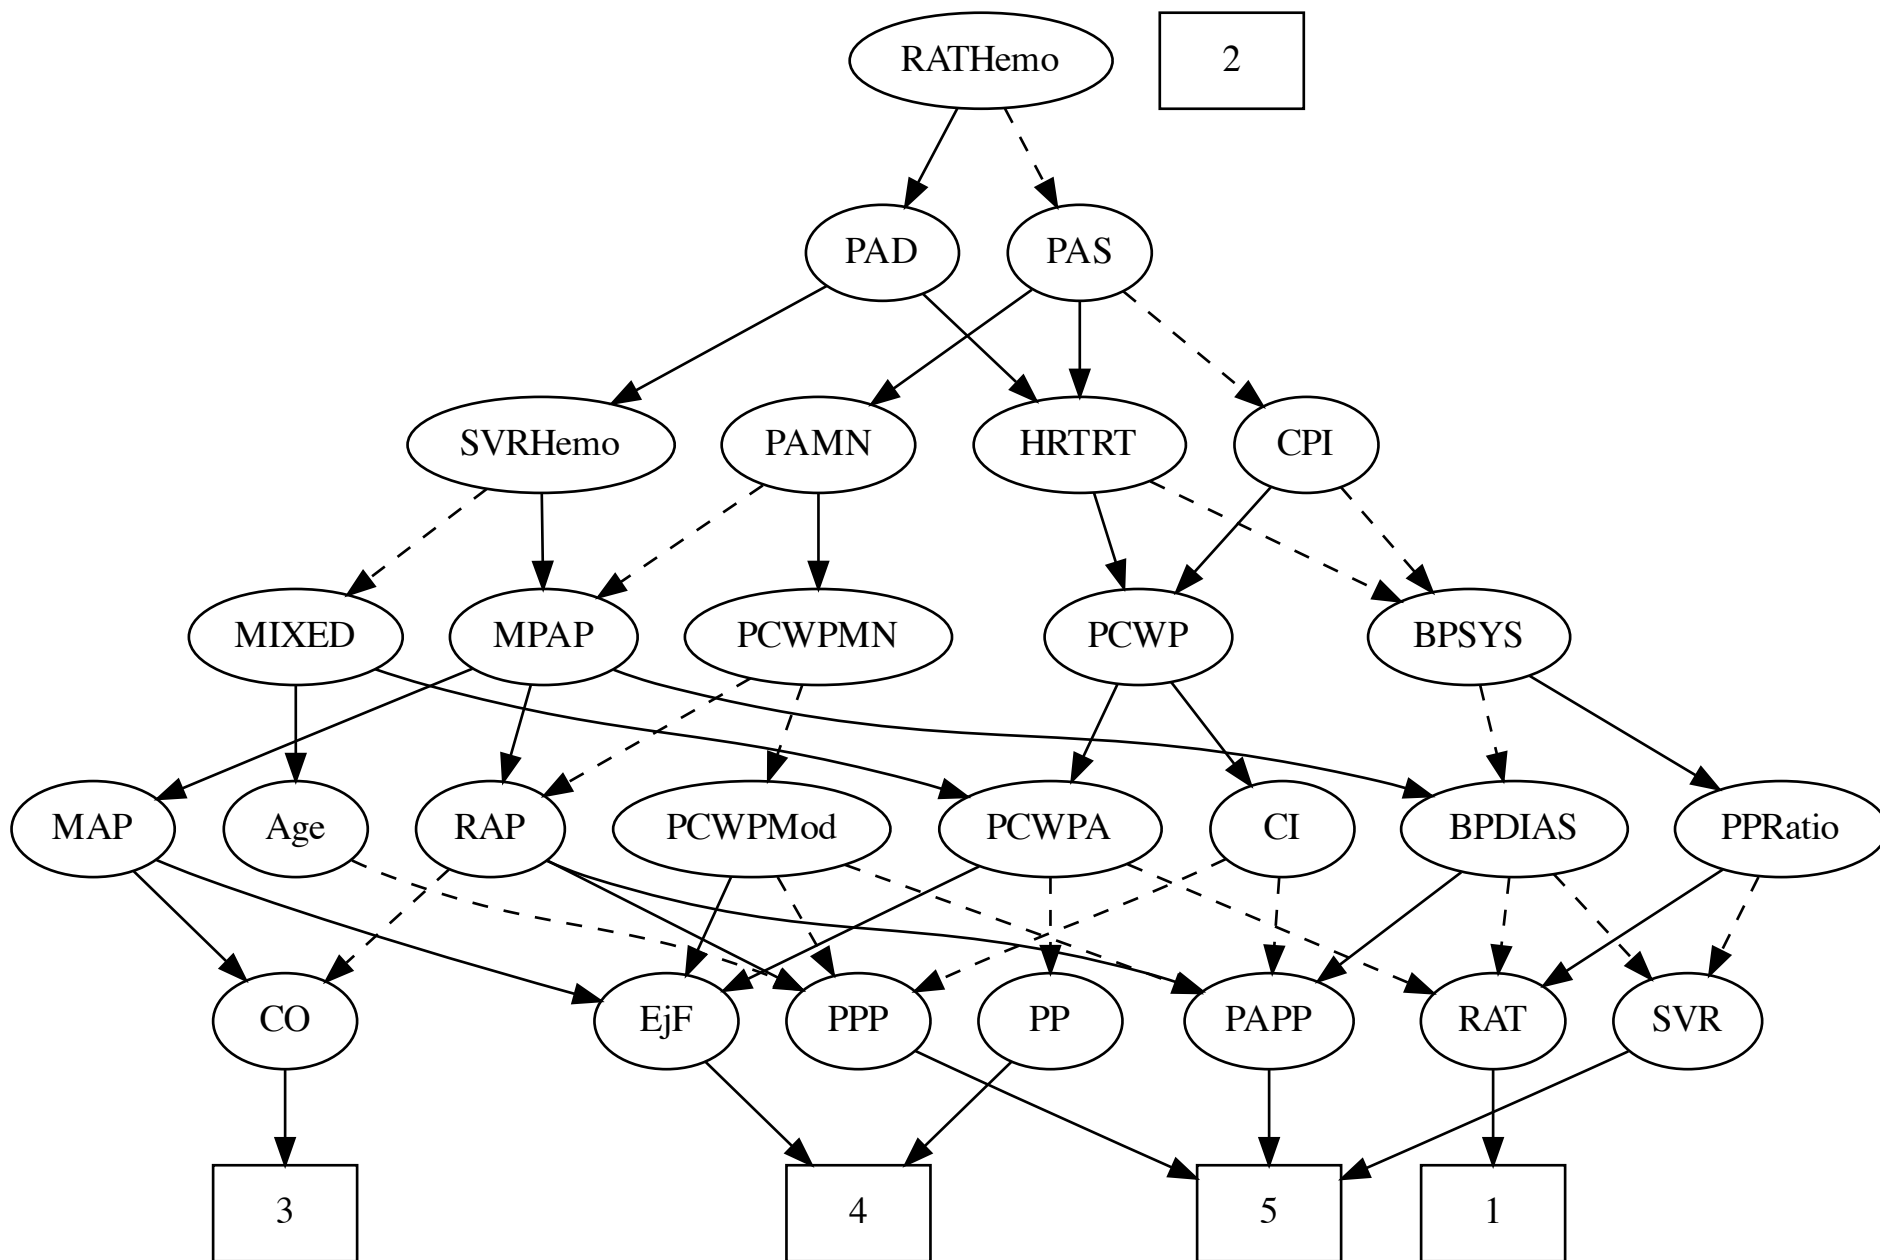 RATHemo
2
PAD
PAS
SVRHemo
PAMN
HRTRT
CPI
MIXED
MPAP
PCWPMN
PCWP
BPSYS
MAP
Age
RAP
PCWPMod
PCWPA
CI
BPDIAS
PPRatio
CO
EjF
PPP
PP
PAPP
RAT
SVR
3
4
5
1